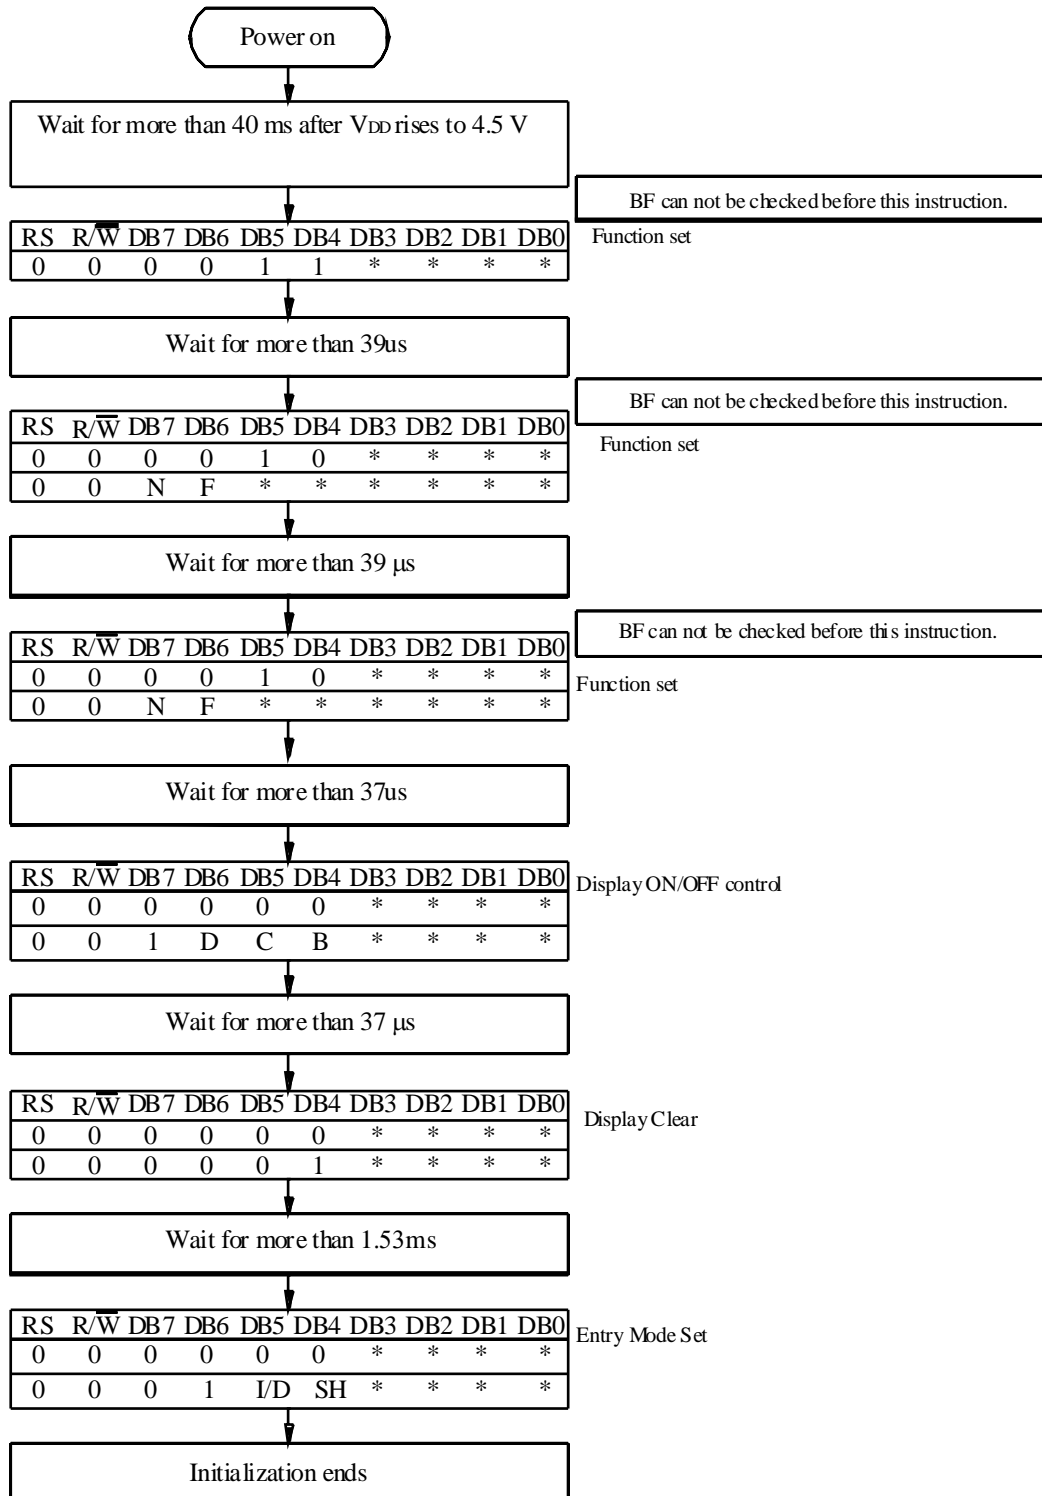 Power on
Wait for more than 40 ms after VDD rises to 4.5 V
BF can not be checked before this instruction.
RS R/W̅ DB7 DB6 DB5 DB4 DB3 DB2 DB1 DB0
Function set
0 0 0 0 1 1 * * * *
Wait for more than 39us
BF can not be checked before this instruction.
RS R/W̅ DB7 DB6 DB5 DB4 DB3 DB2 DB1 DB0
Function set
0 0 0 0 1 0 * * * *
0 0 N F * * * * * *
Wait for more than 39 μs
BF can not be checked before this instruction.
RS R/W̅ DB7 DB6 DB5 DB4 DB3 DB2 DB1 DB0
0 0 0 0 1 0 * * * *
Function set
0 0 N F * * * * * *
Wait for more than 37us
RS R/W̅ DB7 DB6 DB5 DB4 DB3 DB2 DB1 DB0
Display ON/OFF control
0 0 0 0 0 0 * * * *
0 0 1 D C B * * * *
Wait for more than 37 μs
RS R/W̅ DB7 DB6 DB5 DB4 DB3 DB2 DB1 DB0
Display Clear
0 0 0 0 0 0 * * * *
0 0 0 0 0 1 * * * *
Wait for more than 1.53ms
RS R/W̅ DB7 DB6 DB5 DB4 DB3 DB2 DB1 DB0
Entry Mode Set
0 0 0 0 0 0 * * * *
0 0 0 1 I/D SH * * * *
Initialization ends